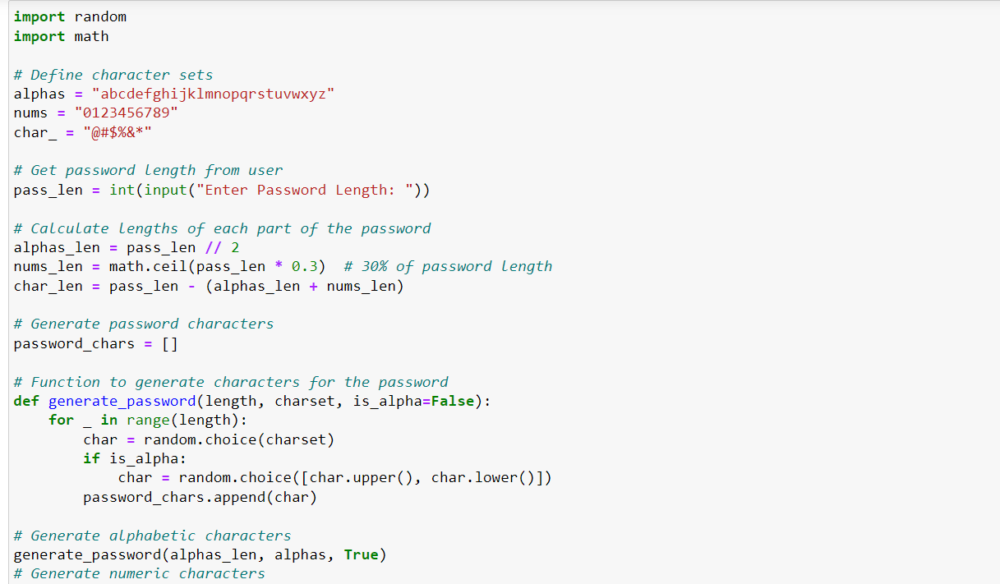 import random
import math
# Define character sets
alphas = "abcdefghijklmnopqrstuvwxyz"
nums = "0123456789"
char_ = "@#$%&*"
# Get password length from user
pass_len = int(input("Enter Password Length: "))
# Calculate lengths of each part of the password
alphas_len = pass_len // 2
nums_len = math.ceil(pass_len * 0.3)  # 30% of password length
char_len = pass_len - (alphas_len + nums_len)
# Generate password characters
password_chars = []
# Function to generate characters for the password
def generate_password(length, charset, is_alpha=False):
    for _ in range(length):
        char = random.choice(charset)
        if is_alpha:
            char = random.choice([char.upper(), char.lower()])
        password_chars.append(char)
# Generate alphabetic characters
generate_password(alphas_len, alphas, True)
# Generate numeric characters